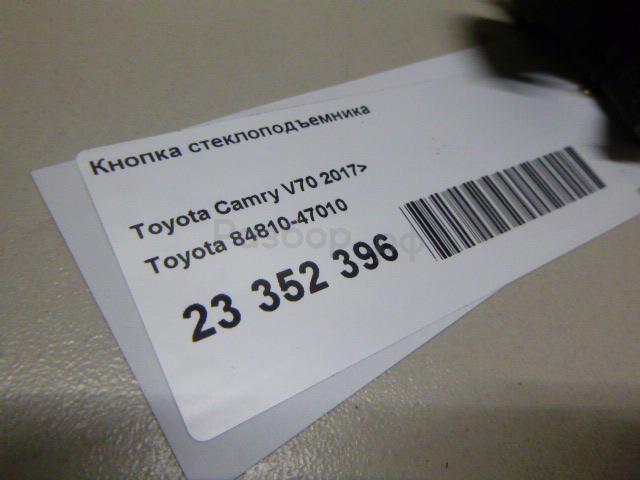 Кнопка стеклоподъемника
Toyota Camry V70 2017>
Toyota 84810-47010
23 352 396